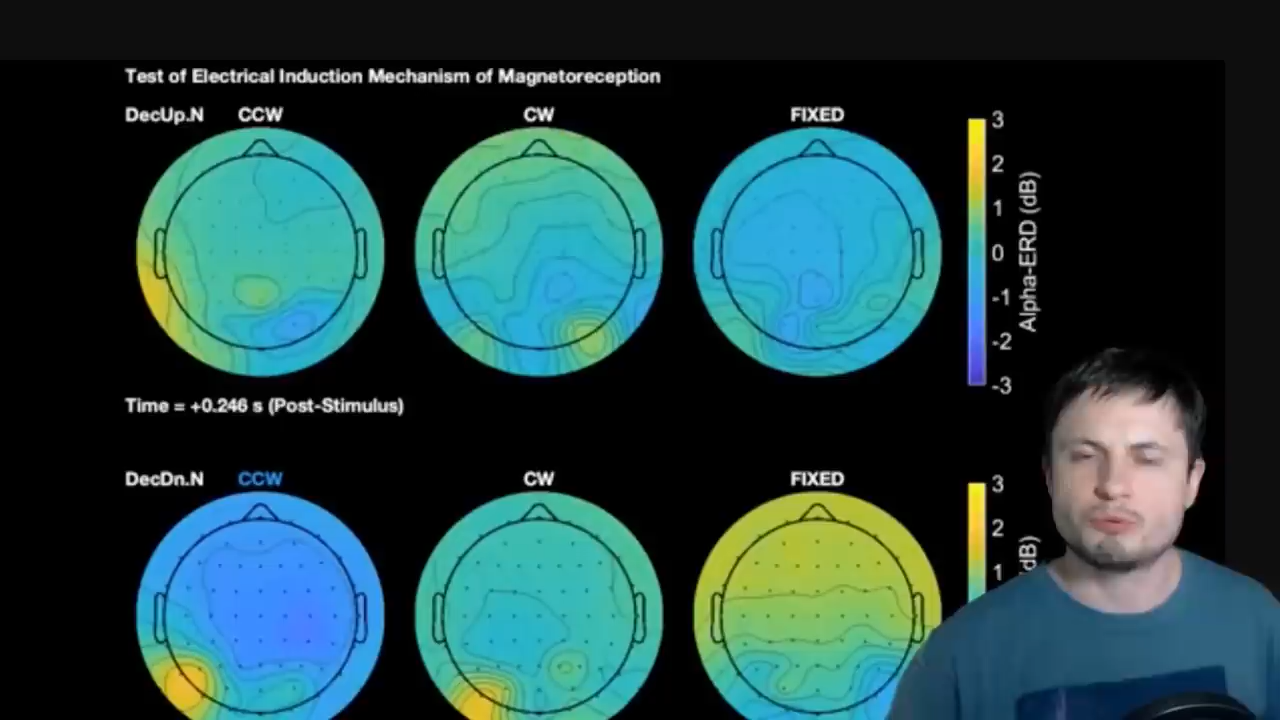 Test of Electrical Induction Mechanism of Magnetoreception
DecUp.N CCW CW FIXED
3
2
1
0
-1
-2
-3
Alpha-ERD (dB)
Time = +0.246 s (Post-Stimulus)
DecDn.N CCW CW FIXED
3
2
1
(dB)